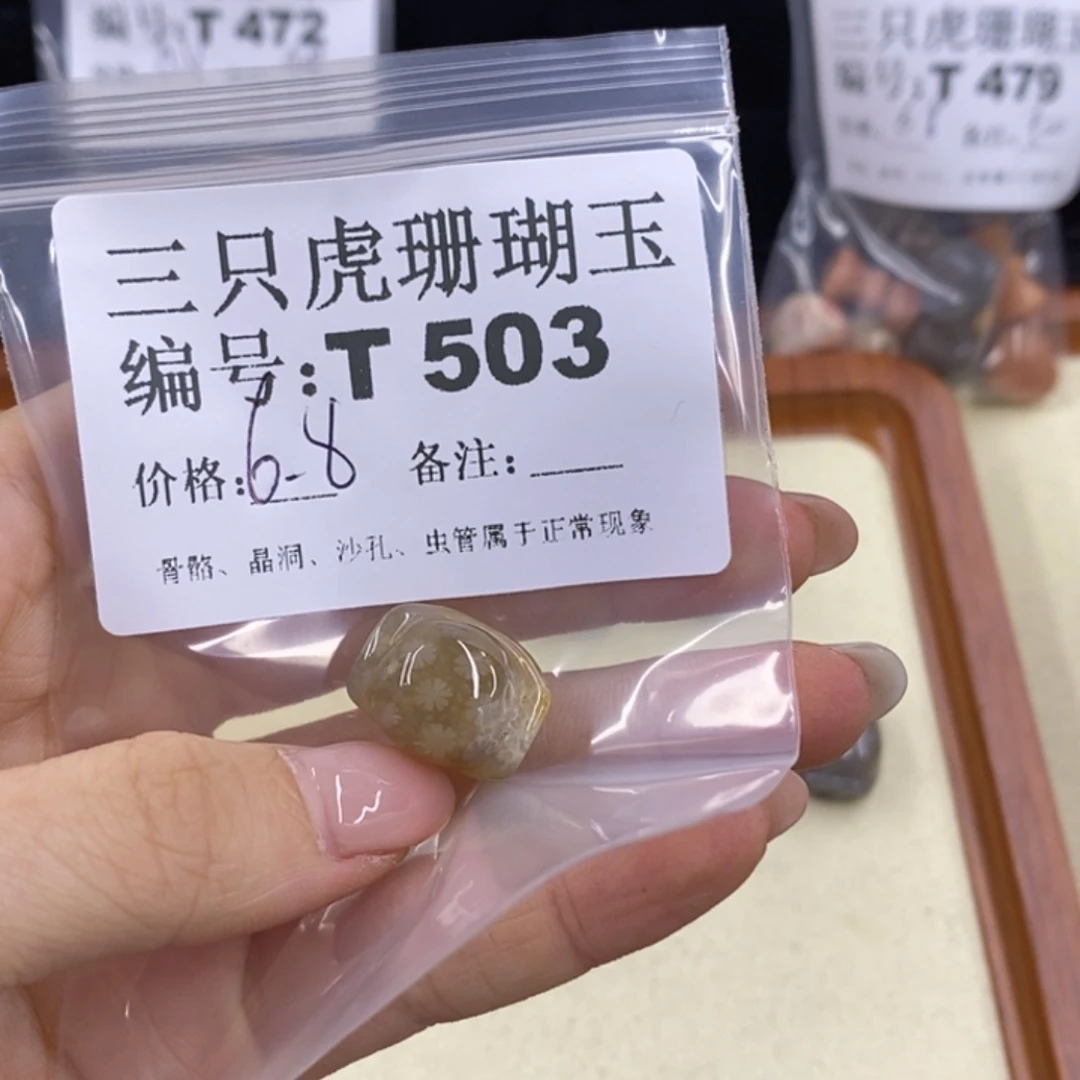 编号:T 472
三只虎珊瑚玉
编号:T 479
三只虎珊瑚玉
编号:T 503
价格:6-8 备注:
骨骼、晶洞、沙孔、虫管属于正常现象